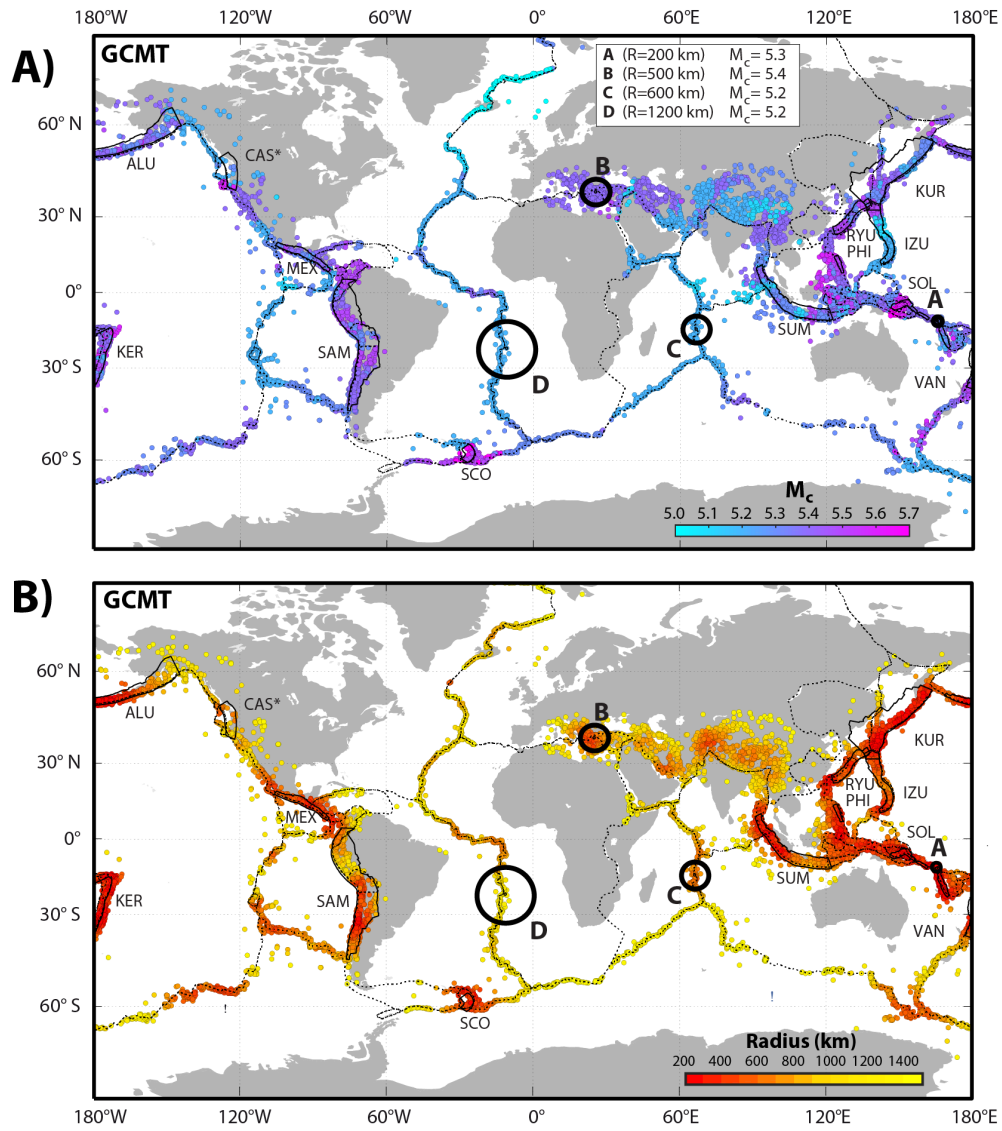 180°W 120°W 60°W 0° 60°E 120°E 180°E
A)
GCMT
A (R=200 km) Mc= 5.3
B (R=500 km) Mc= 5.4
C (R=600 km) Mc= 5.2
D (R=1200 km) Mc= 5.2
60° N
ALU
CAS*
B
KUR
30° N
RYU
PHI
IZU
MEX
SOL
0°
A
SUM
KER
SAM
C
30° S
D
VAN
60° S
SCO
Mc
5.0 5.1 5.2 5.3 5.4 5.5 5.6 5.7
B)
GCMT
60° N
ALU
CAS*
B
KUR
30° N
RYU
PHI
IZU
MEX
SOL
0°
A
SUM
KER
SAM
C
30° S
D
VAN
60° S
!
!
SCO
Radius (km)
200 400 600 800 1000 1200 1400
180°W 120°W 60°W 0° 60°E 120°E 180°E